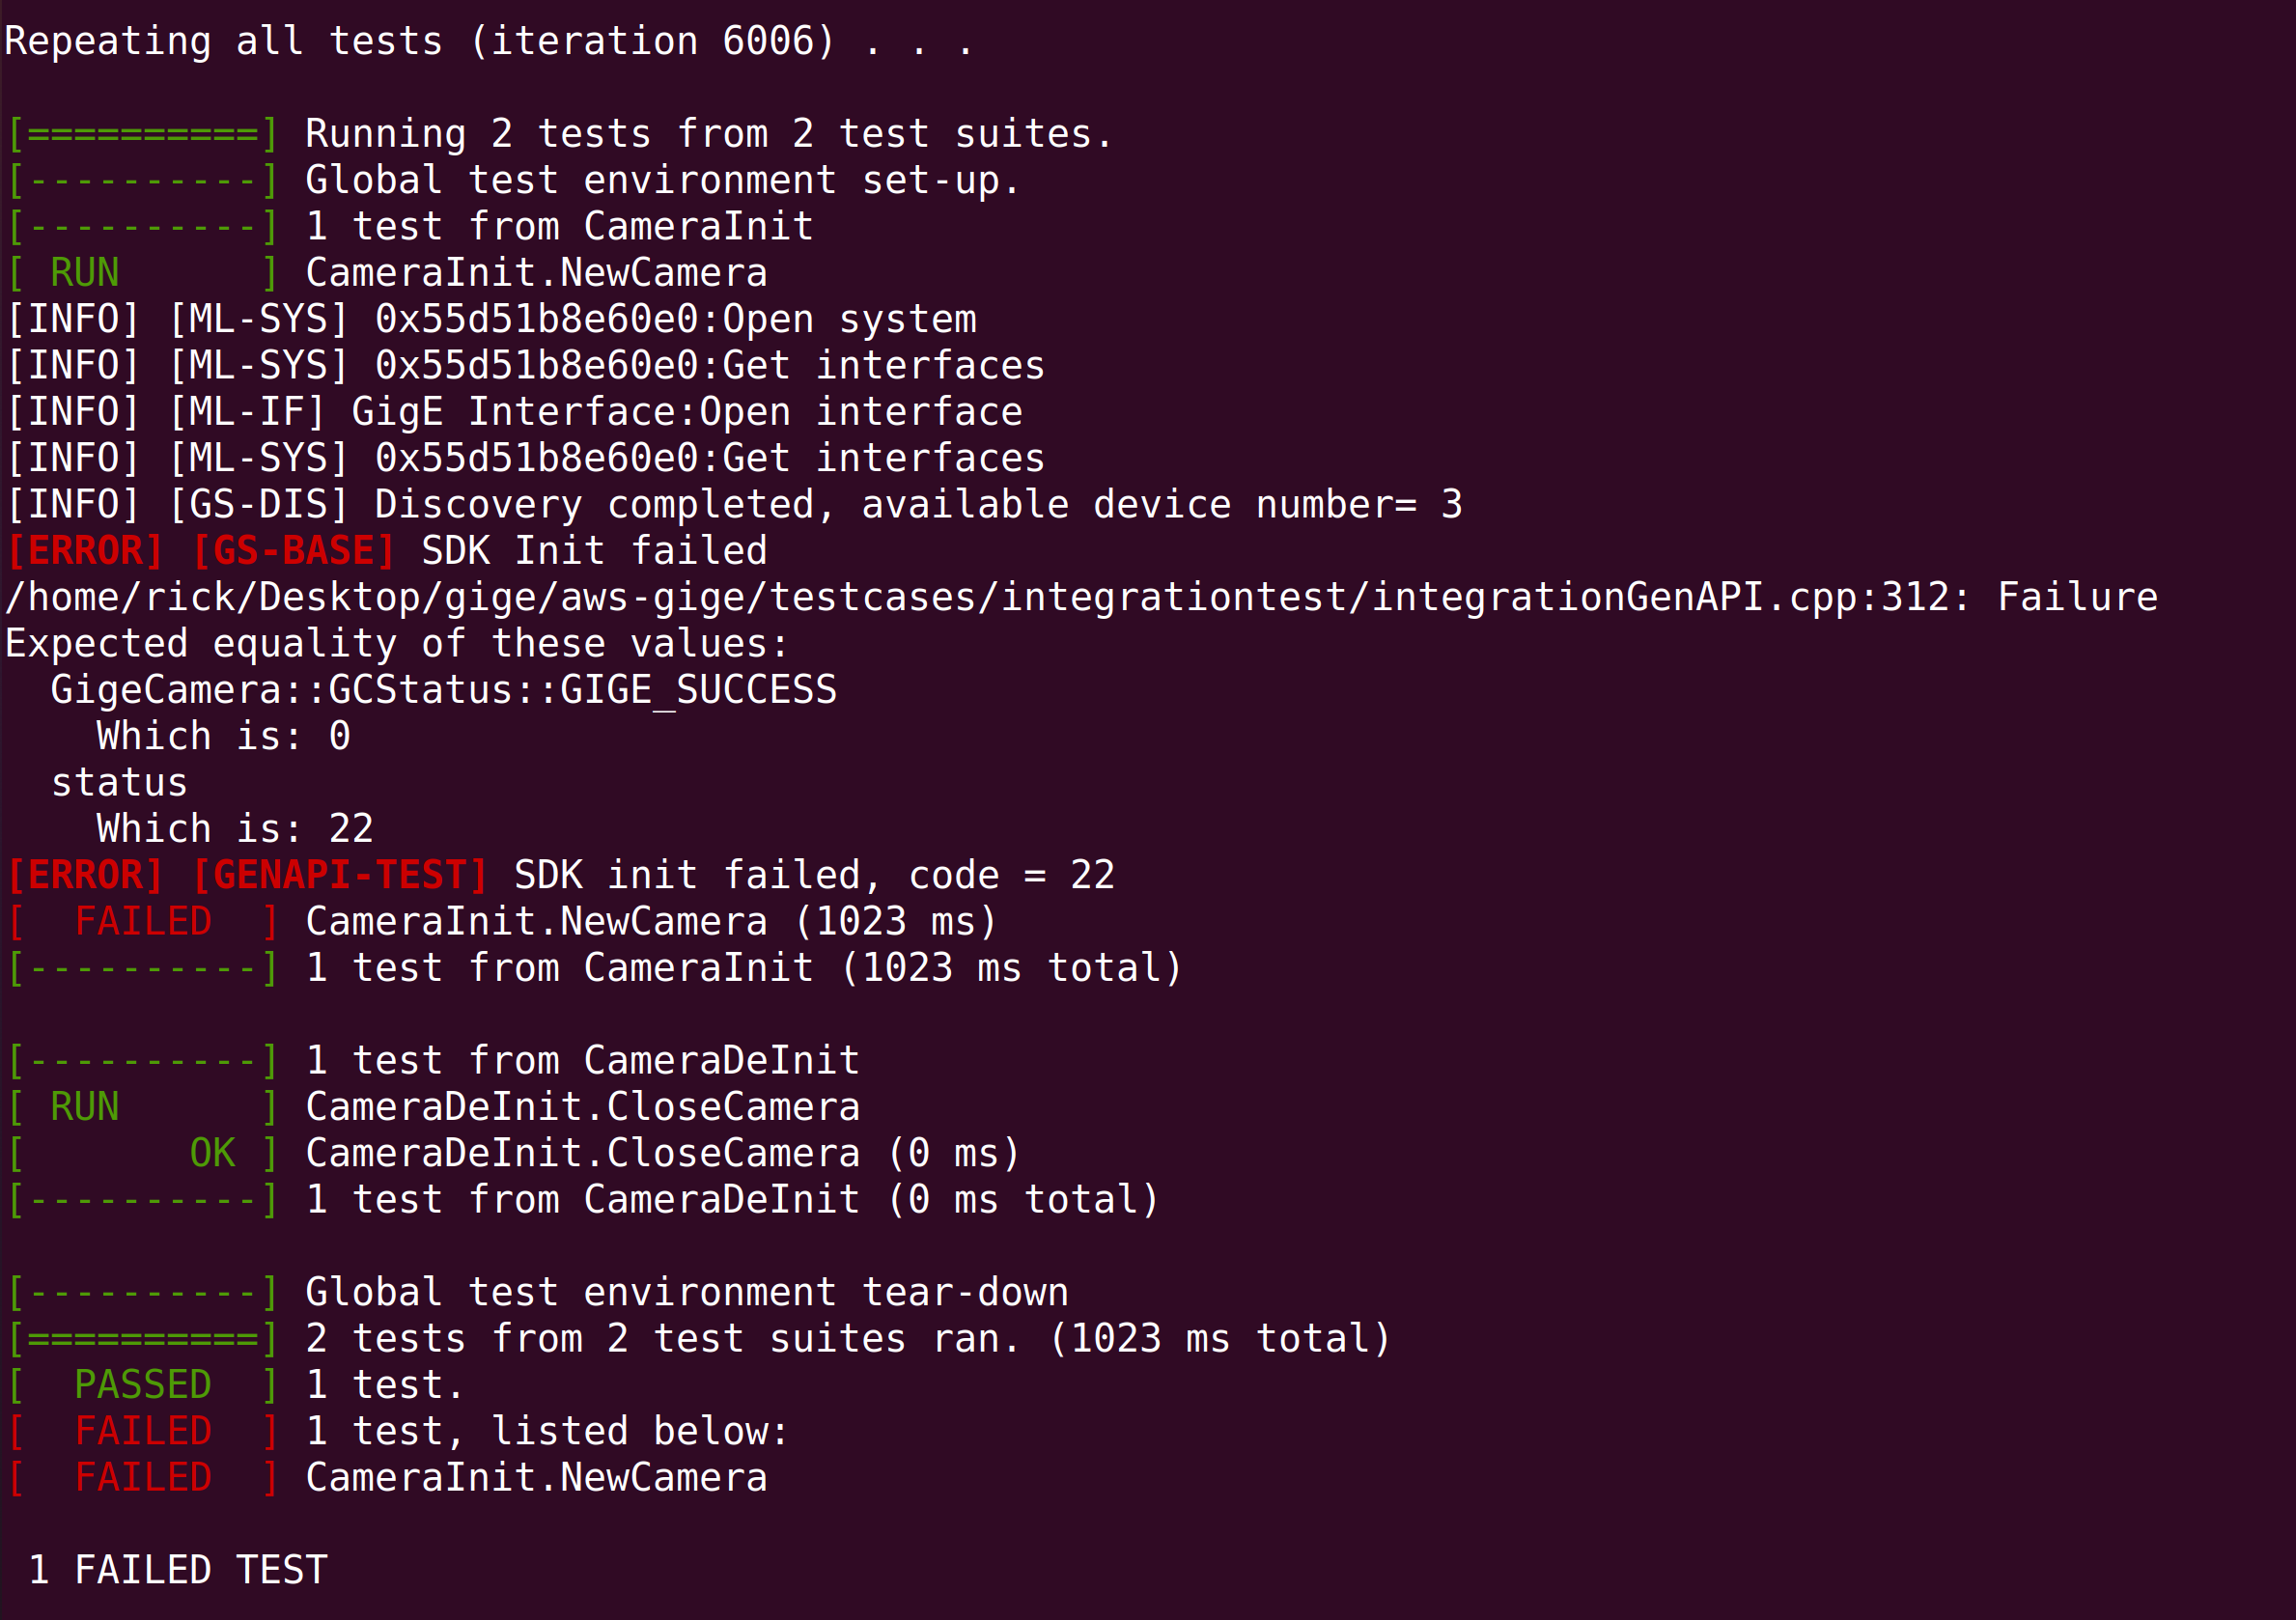 Repeating all tests (iteration 6006) . . .
[==========] Running 2 tests from 2 test suites.
[----------] Global test environment set-up.
[----------] 1 test from CameraInit
[ RUN      ] CameraInit.NewCamera
[INFO] [ML-SYS] 0x55d51b8e60e0:Open system
[INFO] [ML-SYS] 0x55d51b8e60e0:Get interfaces
[INFO] [ML-IF] GigE Interface:Open interface
[INFO] [ML-SYS] 0x55d51b8e60e0:Get interfaces
[INFO] [GS-DIS] Discovery completed, available device number= 3
[ERROR] [GS-BASE] SDK Init failed
/home/rick/Desktop/gige/aws-gige/testcases/integrationtest/integrationGenAPI.cpp:312: Failure
Expected equality of these values:
  GigeCamera::GCStatus::GIGE_SUCCESS
    Which is: 0
  status
    Which is: 22
[ERROR] [GENAPI-TEST] SDK init failed, code = 22
[  FAILED  ] CameraInit.NewCamera (1023 ms)
[----------] 1 test from CameraInit (1023 ms total)
[----------] 1 test from CameraDeInit
[ RUN      ] CameraDeInit.CloseCamera
[       OK ] CameraDeInit.CloseCamera (0 ms)
[----------] 1 test from CameraDeInit (0 ms total)
[----------] Global test environment tear-down
[==========] 2 tests from 2 test suites ran. (1023 ms total)
[  PASSED  ] 1 test.
[  FAILED  ] 1 test, listed below:
[  FAILED  ] CameraInit.NewCamera
 1 FAILED TEST